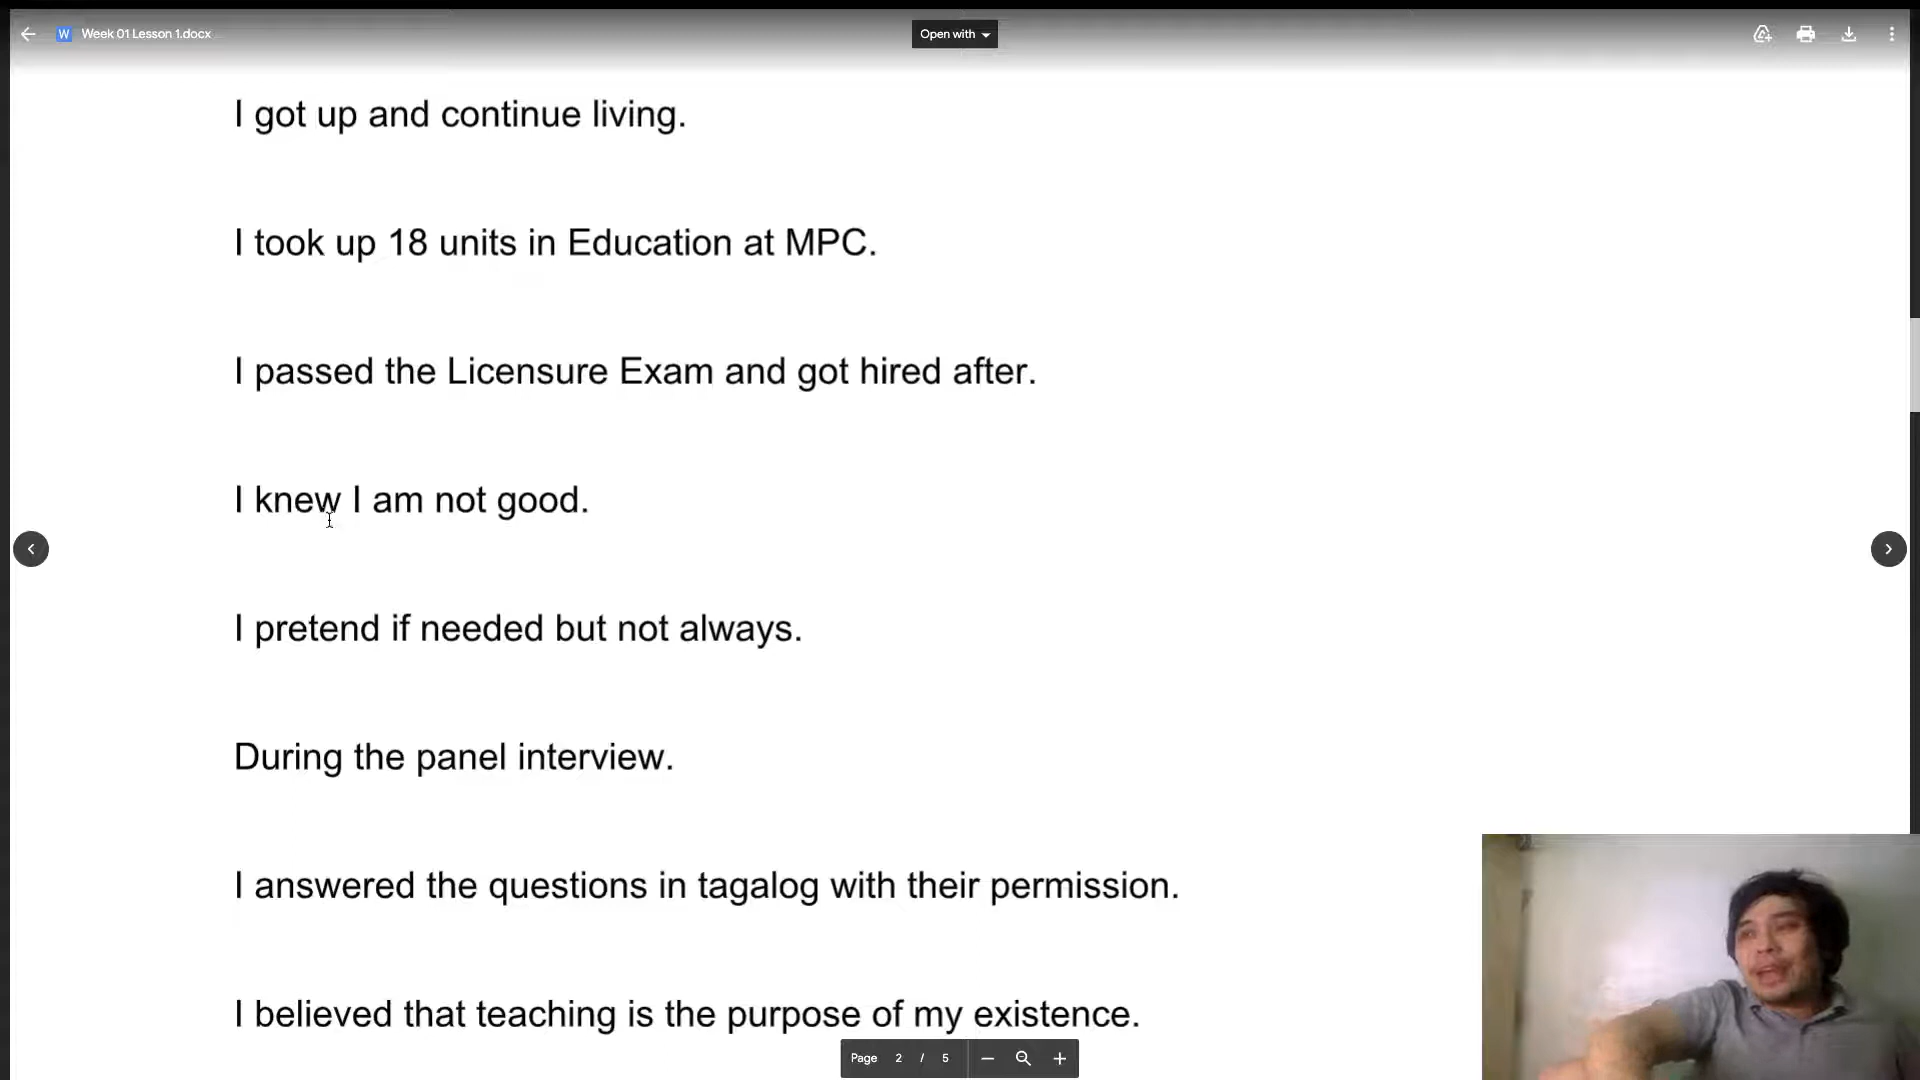 Week 01 Lesson 1.docx
Open with
I got up and continue living.
I took up 18 units in Education at MPC.
I passed the Licensure Exam and got hired after.
I knew I am not good.
I pretend if needed but not always.
During the panel interview.
I answered the questions in tagalog with their permission.
I believed that teaching is the purpose of my existence.
Page 2 / 5